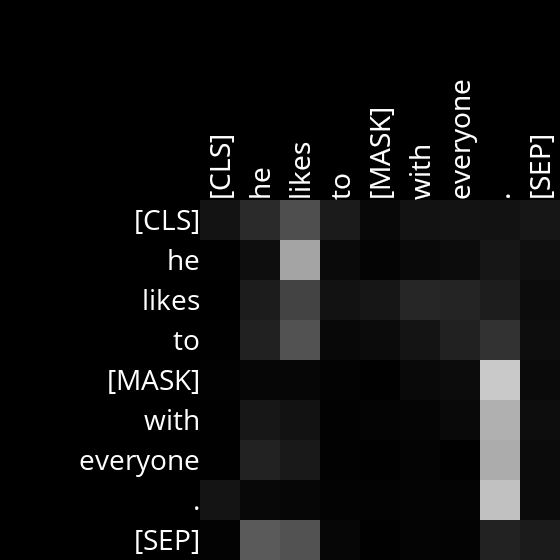 [CLS]
he
likes
to
[MASK]
with
everyone
.
[SEP]
[CLS]
he
likes
to
[MASK]
with
everyone
.
[SEP]